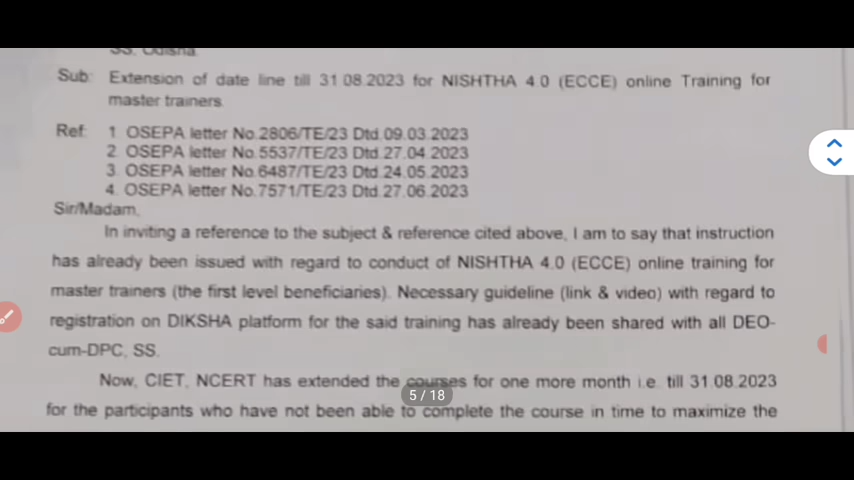 SS, Odisha.
Sub: Extension of date line till 31.08.2023 for NISHTHA 4.0 (ECCE) online Training for
master trainers.
Ref: 1. OSEPA letter No.2806/TE/23 Dtd.09.03.2023
2. OSEPA letter No.5537/TE/23 Dtd.27.04.2023
3. OSEPA letter No.6487/TE/23 Dtd.24.05.2023
4. OSEPA letter No.7571/TE/23 Dtd.27.06.2023
Sir/Madam,
In inviting a reference to the subject & reference cited above, I am to say that instruction
has already been issued with regard to conduct of NISHTHA 4.0 (ECCE) online training for
master trainers (the first level beneficiaries). Necessary guideline (link & video) with regard to
registration on DIKSHA platform for the said training has already been shared with all DEO-
cum-DPC, SS.
Now, CIET, NCERT has extended the courses for one more month i.e. till 31.08.2023
5 / 18
for the participants who have not been able to complete the course in time to maximize the